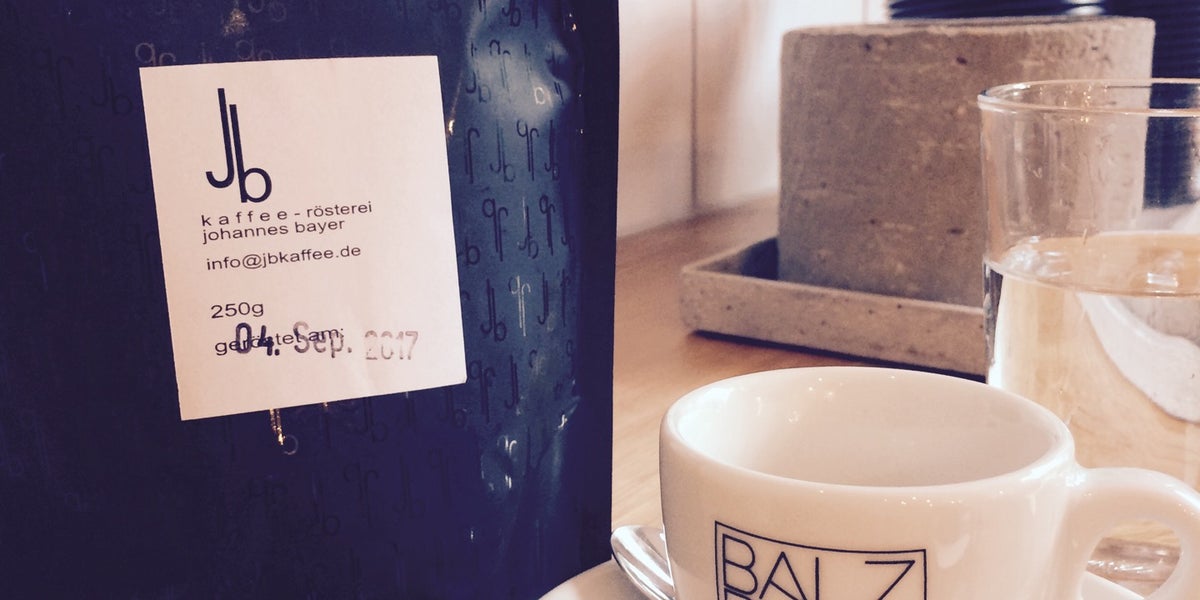 Jb
kaffee - rösterei
johannes bayer
info@jbkaffee.de
250g
geröstet am:
04. Sep. 2017
BALZ